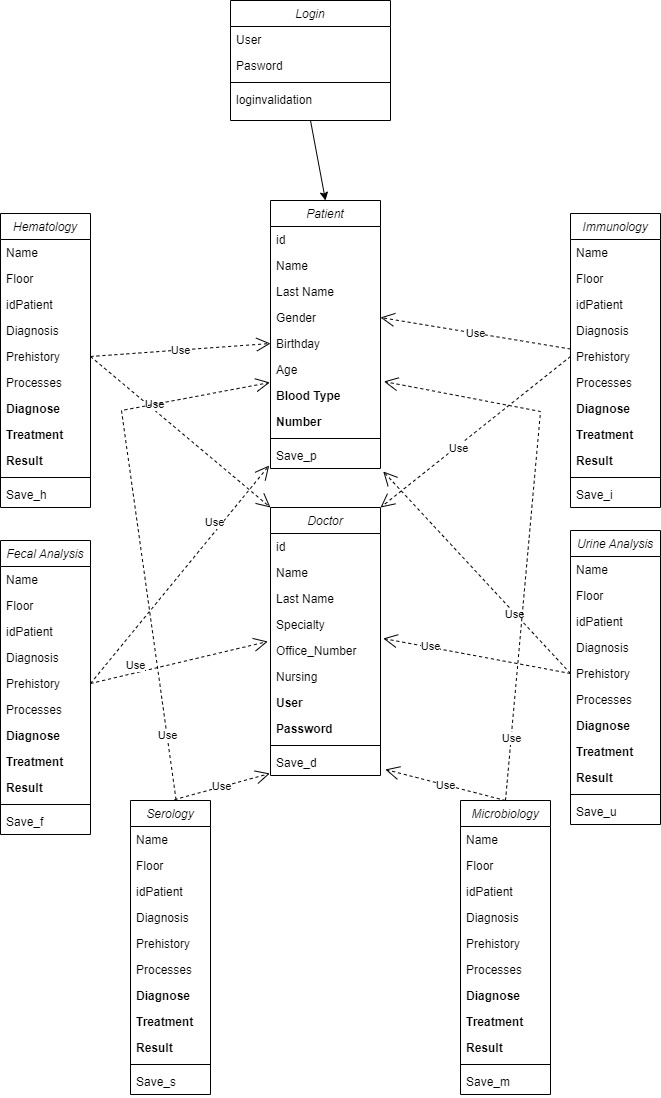 Login
User
Pasword
loginvalidation
Patient
id
Name
Last Name
Gender
Birthday
Age
Blood Type
Number
Save_p
Hematology
Name
Floor
idPatient
Diagnosis
Prehistory
Processes
Diagnose
Treatment
Result
Save_h
Immunology
Name
Floor
idPatient
Diagnosis
Prehistory
Processes
Diagnose
Treatment
Result
Save_i
Use
Use
Use
Use
Use
Doctor
id
Name
Last Name
Specialty
Office_Number
Nursing
User
Password
Save_d
Fecal Analysis
Name
Floor
idPatient
Diagnosis
Prehistory
Processes
Diagnose
Treatment
Result
Save_f
Urine Analysis
Name
Floor
idPatient
Diagnosis
Prehistory
Processes
Diagnose
Treatment
Result
Save_u
Use
Use
Use
Use
Use
Use
Use
Serology
Name
Floor
idPatient
Diagnosis
Prehistory
Processes
Diagnose
Treatment
Result
Save_s
Microbiology
Name
Floor
idPatient
Diagnosis
Prehistory
Processes
Diagnose
Treatment
Result
Save_m